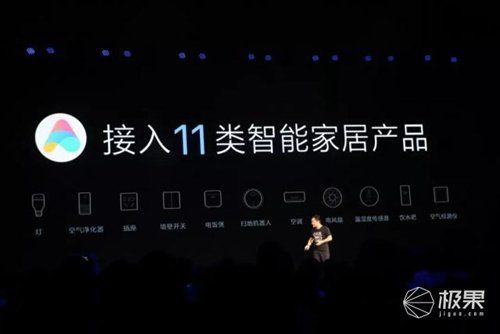 接入11类智能家居产品
灯 空气净化器 插座 墙壁开关 电饭煲 扫地机器人 空调 电风扇 温湿度传感器 饮水吧 空气检测仪
极果
jiguo.com